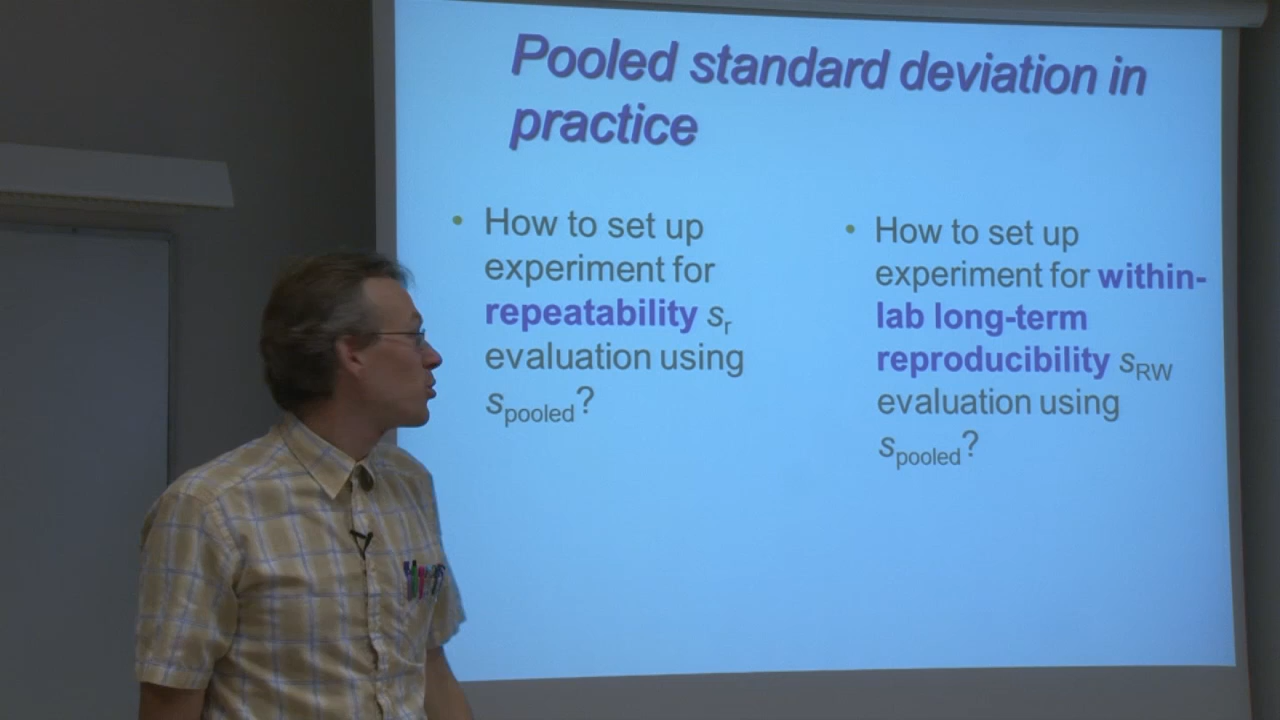 Pooled standard deviation in
practice
• How to set up
experiment for
repeatability sr
evaluation using
spooled?
• How to set up
experiment for within-
lab long-term
reproducibility sRW
evaluation using
spooled?